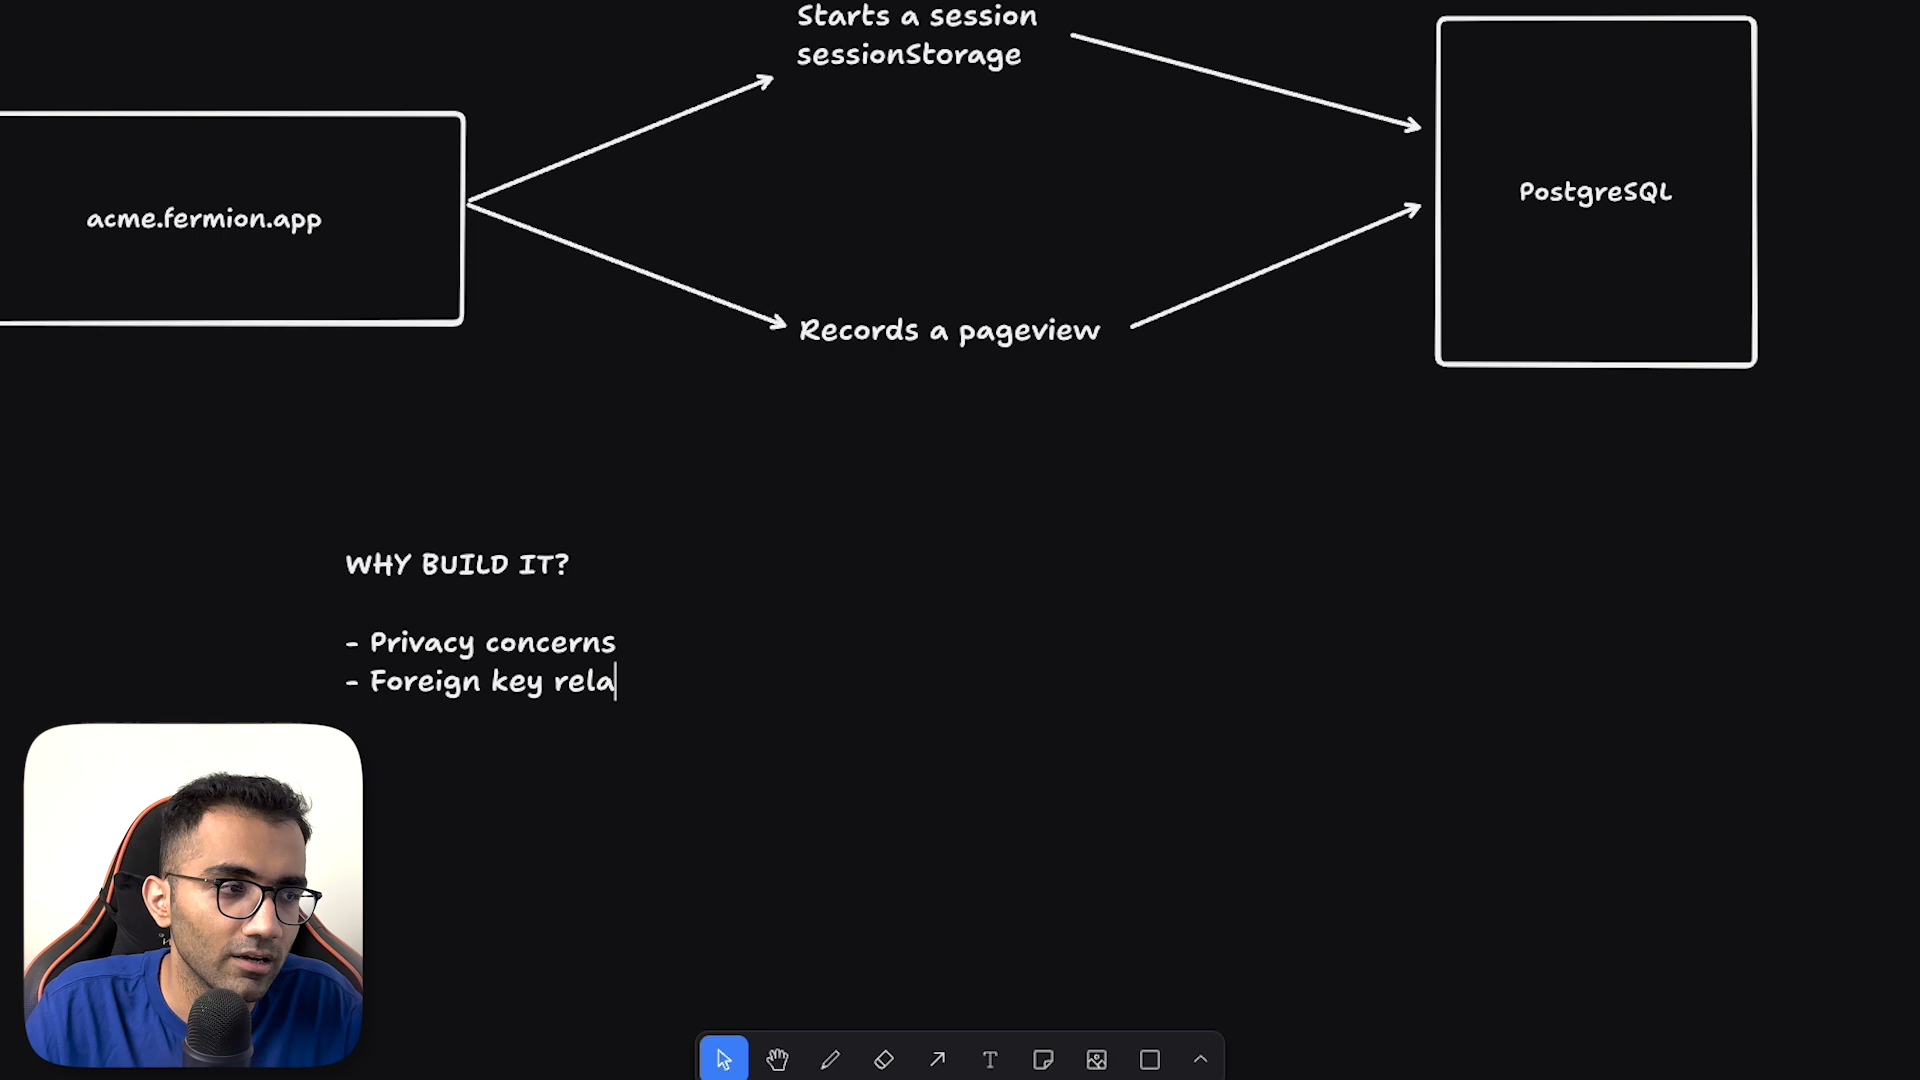 Starts a session
sessionStorage
acme.fermion.app
PostgreSQL
Records a pageview
WHY BUILD IT?
- Privacy concerns
- Foreign key rela